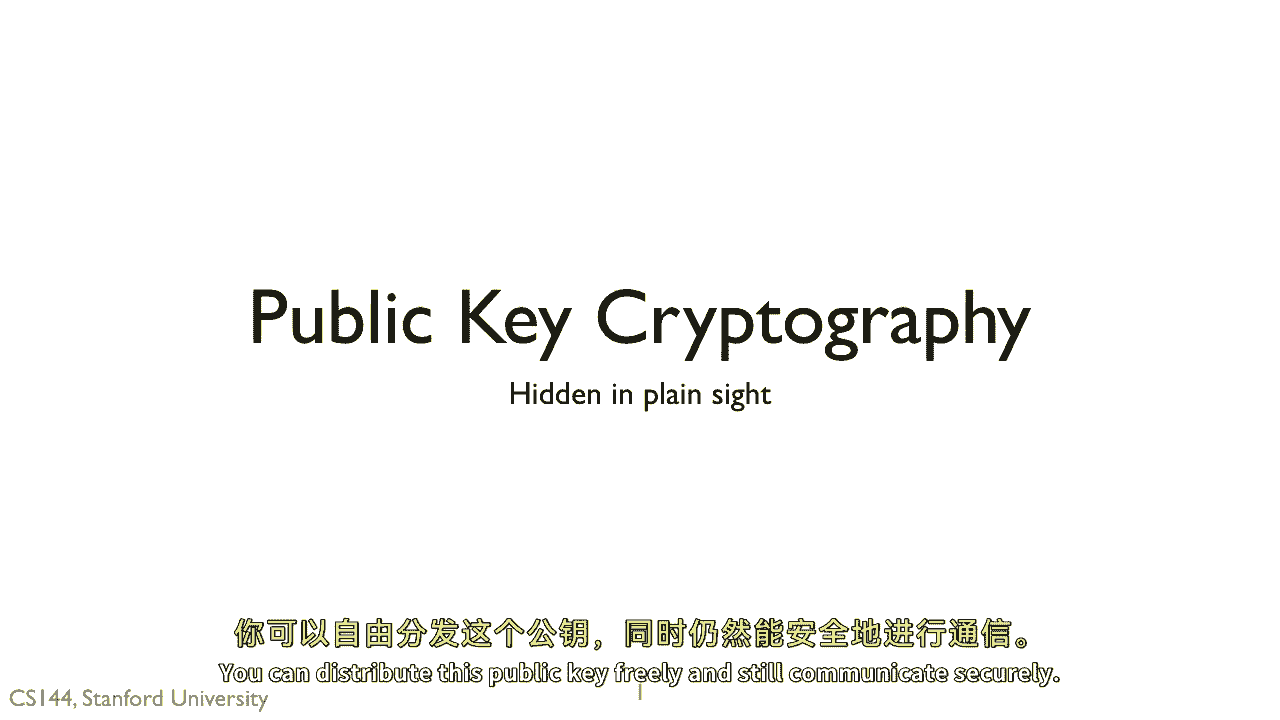 Public Key Cryptography
Hidden in plain sight
你可以自由分发这个公钥，同时仍然能安全地进行通信。
You can distribute this public key freely and still communicate securely.
CS144, Stanford University
1